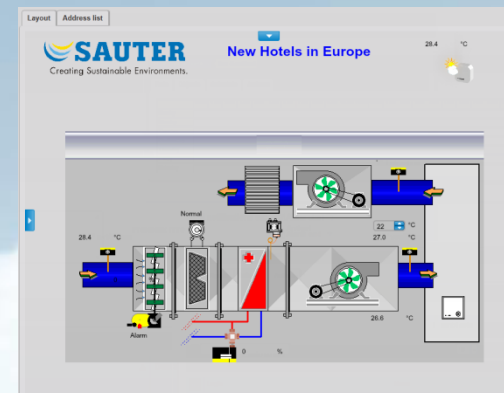 Layout Address list
SAUTER
Creating Sustainable Environments.
New Hotels in Europe
28.4 °C
Normal
22 °C
27.0 °C
28.4 °C
26.6 °C
Alarm
0 %